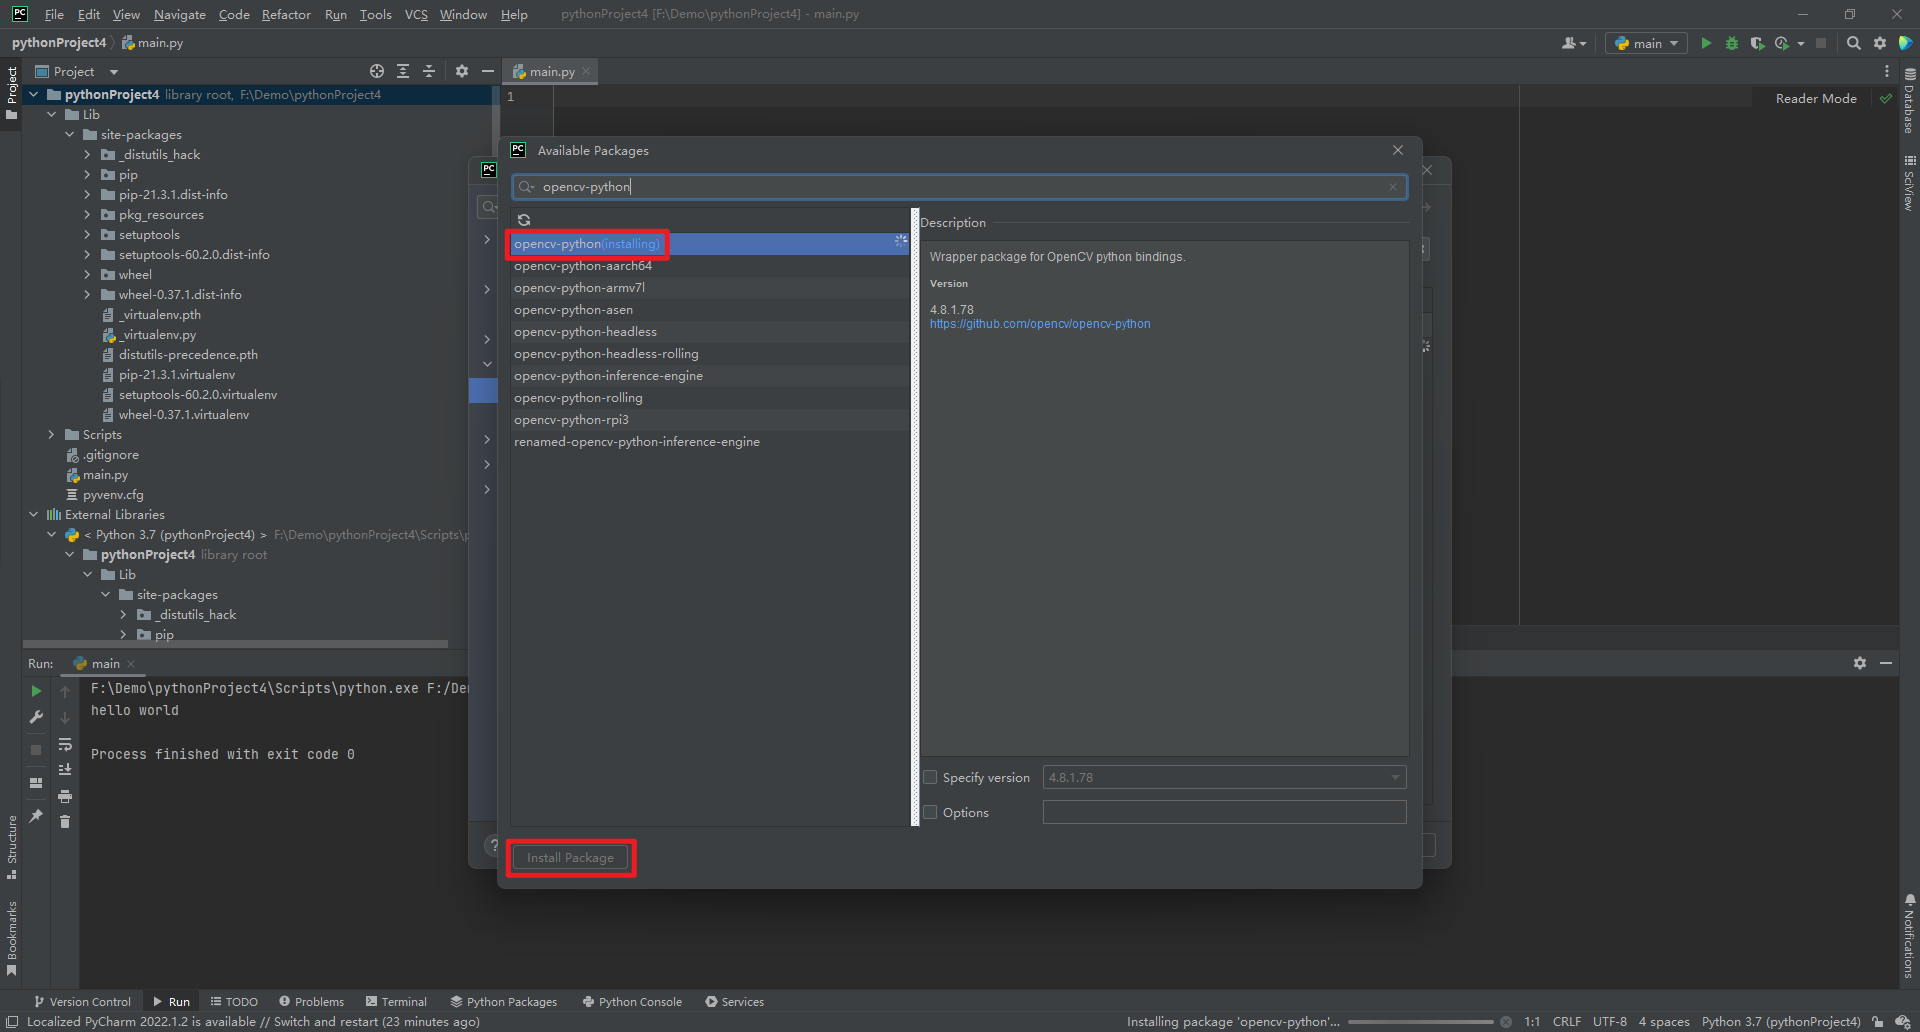 File Edit View Navigate Code Refactor Run Tools VCS Window Help pythonProject4 [F:\Demo\pythonProject4] - main.py
pythonProject4 main.py main
Project main.py
pythonProject4 library root, F:\Demo\pythonProject4
1
Reader Mode
Lib
site-packages
_distutils_hack
pip
pip-21.3.1.dist-info
pkg_resources
setuptools
setuptools-60.2.0.dist-info
wheel
wheel-0.37.1.dist-info
_virtualenv.pth
_virtualenv.py
distutils-precedence.pth
pip-21.3.1.virtualenv
setuptools-60.2.0.virtualenv
wheel-0.37.1.virtualenv
Scripts
.gitignore
main.py
pyvenv.cfg
External Libraries
< Python 3.7 (pythonProject4) > F:\Demo\pythonProject4\Scripts\p
pythonProject4 library root
Lib
site-packages
_distutils_hack
pip
Available Packages
opencv-python
opencv-python(installing)
opencv-python-aarch64
opencv-python-armv7l
opencv-python-asen
opencv-python-headless
opencv-python-headless-rolling
opencv-python-inference-engine
opencv-python-rolling
opencv-python-rpi3
renamed-opencv-python-inference-engine
Description
Wrapper package for OpenCV python bindings.
Version
4.8.1.78
https://github.com/opencv/opencv-python
Specify version 4.8.1.78
Options
Install Package
?
Run: main
F:\Demo\pythonProject4\Scripts\python.exe F:/De
hello world
Process finished with exit code 0
Project
Structure
Bookmarks
Database
SciView
Notifications
Version Control Run TODO Problems Terminal Python Packages Python Console Services
Localized PyCharm 2022.1.2 is available // Switch and restart (23 minutes ago) Installing package 'opencv-python'... 1:1 CRLF UTF-8 4 spaces Python 3.7 (pythonProject4)